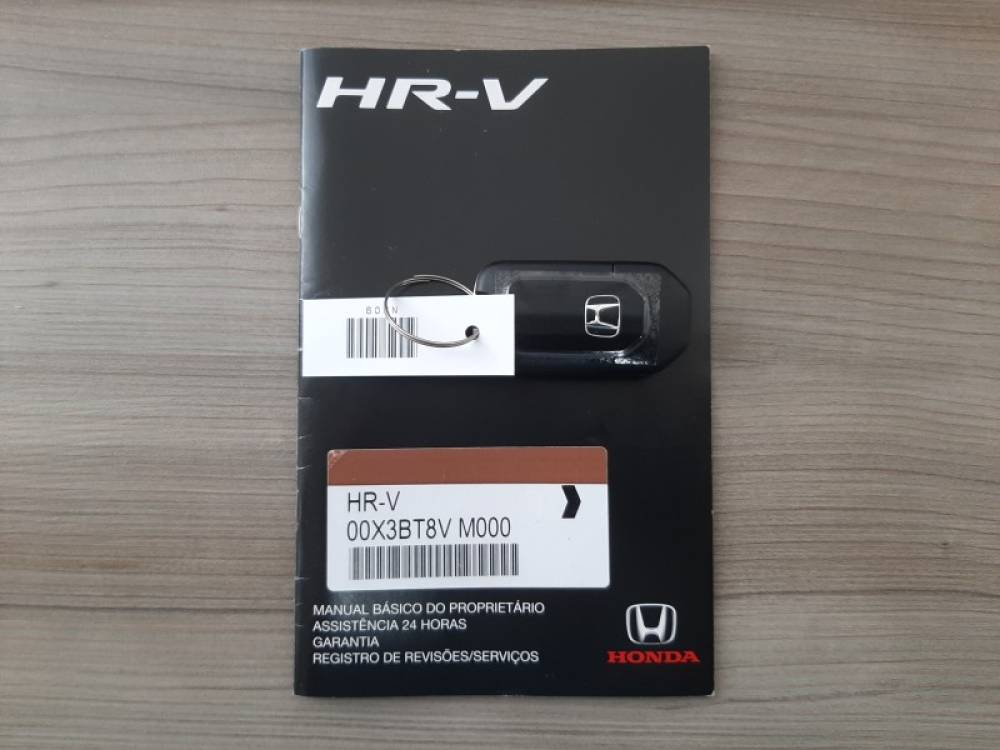 HR-V
HR-V
00X3BT8V M000
MANUAL BÁSICO DO PROPRIETÁRIO
ASSISTÊNCIA 24 HORAS
GARANTIA
REGISTRO DE REVISÕES/SERVIÇOS
HONDA